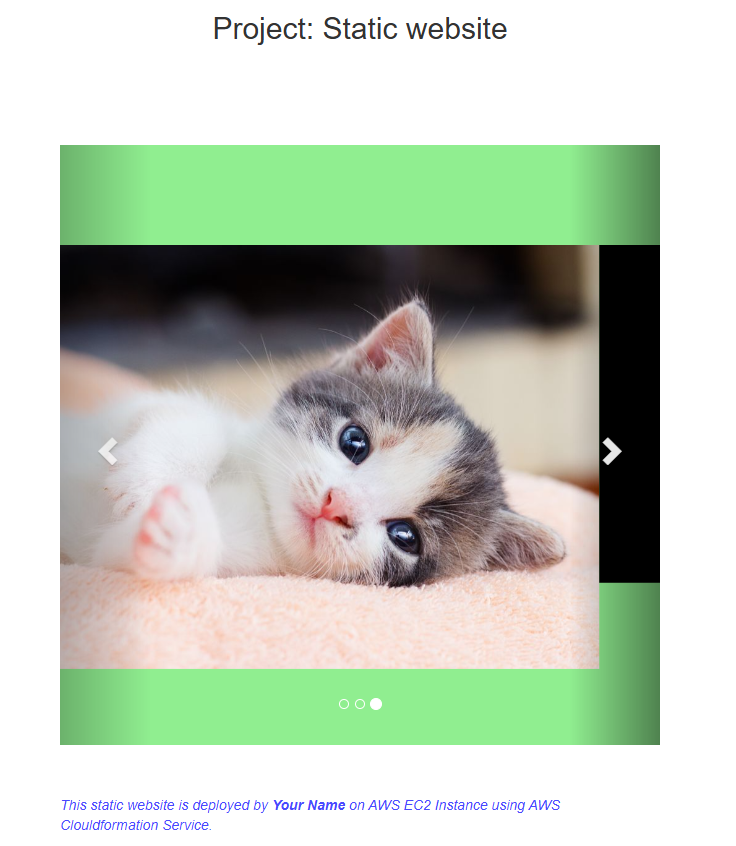 Project: Static website
This static website is deployed by Your Name on AWS EC2 Instance using AWS
Clouldformation Service.